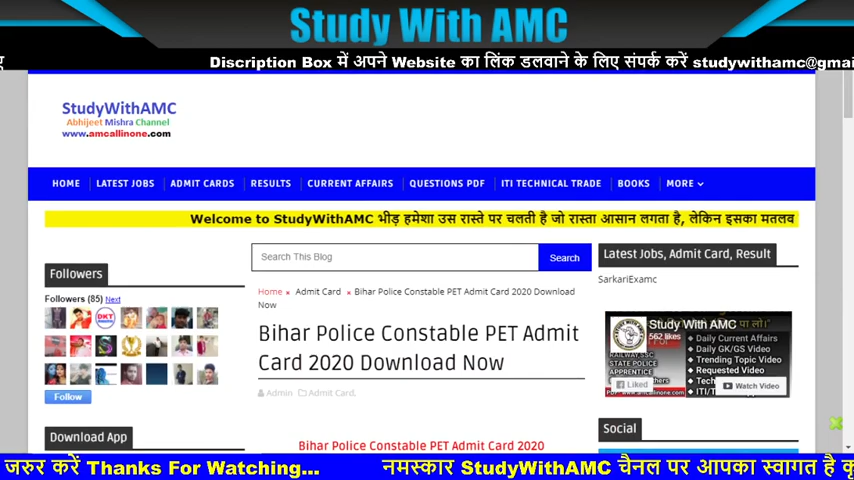 Study With AMC
Discription Box में अपने Website का लिंक डलवाने के लिए संपर्क करें studywithamc@gmai
StudyWithAMC
Abhijeet Mishra Channel
www.amcallinone.com
HOME LATEST JOBS ADMIT CARDS RESULTS CURRENT AFFAIRS QUESTIONS PDF ITI TECHNICAL TRADE BOOKS MORE
Welcome to StudyWithAMC भीड़ हमेशा उस रास्ते पर चलती है जो रास्ता आसान लगता है, लेकिन इसका मतलब
Followers
Followers (85) Next
DKT
Follow
Download App
Search This Blog
Search
Home × Admit Card × Bihar Police Constable PET Admit Card 2020 Download
Now
Bihar Police Constable PET Admit
Card 2020 Download Now
Admin Admit Card,
Bihar Police Constable PET Admit Card 2020
Latest Jobs, Admit Card, Result
SarkariExamc
Study With AMC
562 likes
पा लो।
RAILWAY,SSC
STATE POLICE
APPRENTICE
Daily Current Affairs
Daily GK/GS Video
Trending Topic Video
Requested Video
Liked
Watch Video
Social
जरुर करें Thanks For Watching... नमस्कार StudyWithAMC चैनल पर आपका स्वागत है कृ